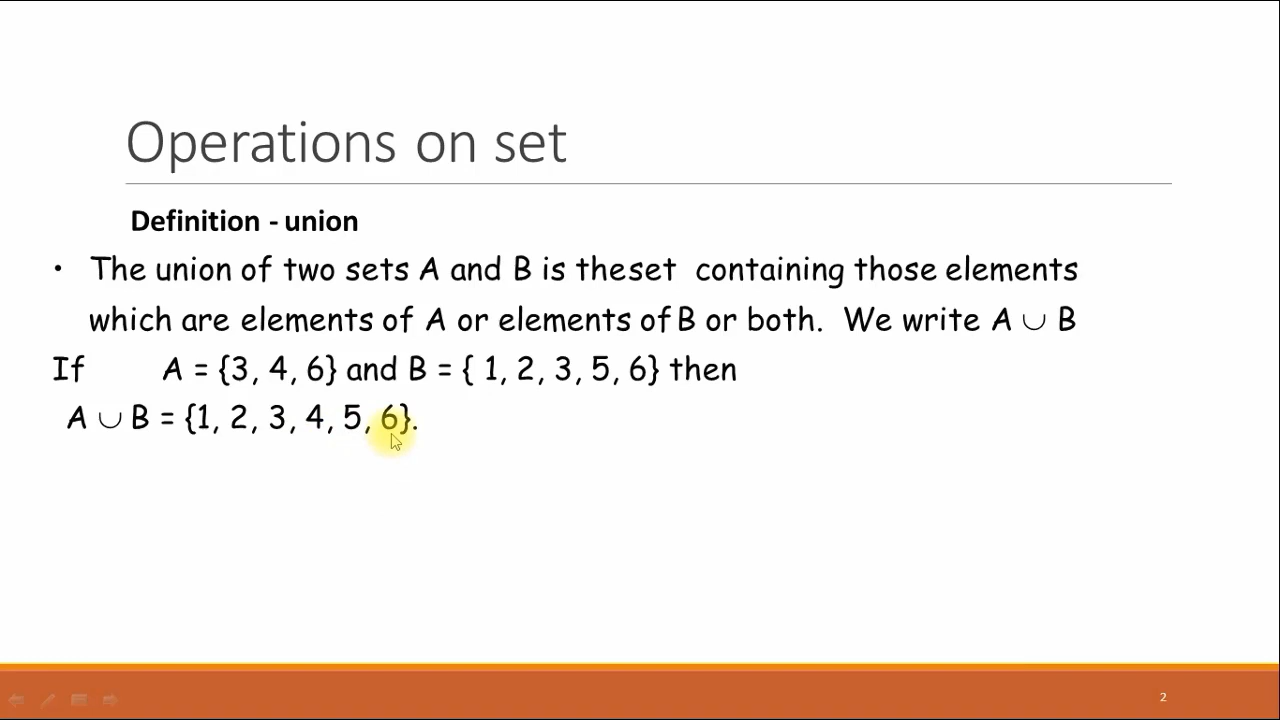 Operations on set
Definition - union
• The union of two sets A and B is theset containing those elements
which are elements of A or elements of B or both. We write A ∪ B
If A = {3, 4, 6} and B = { 1, 2, 3, 5, 6} then
A ∪ B = {1, 2, 3, 4, 5, 6}.
2